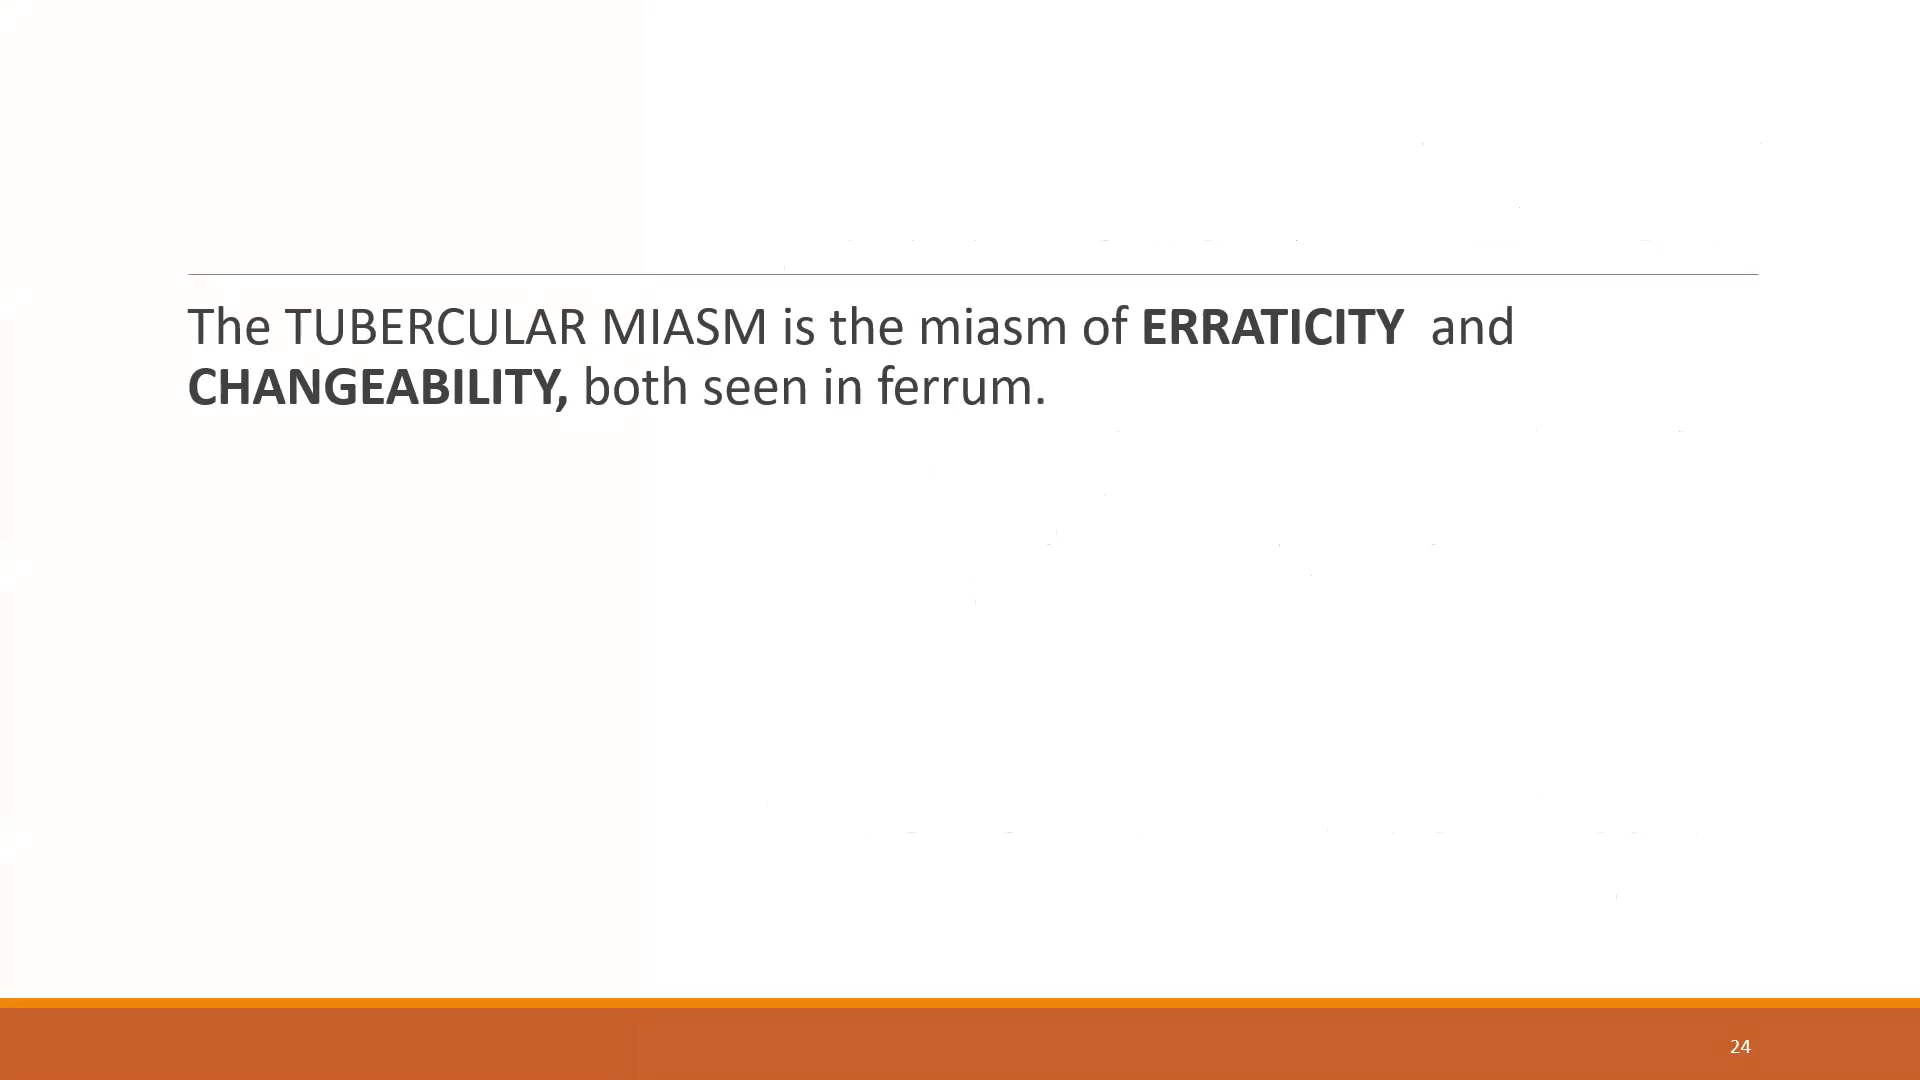 The TUBERCULAR MIASM is the miasm of ERRATICITY  and
CHANGEABILITY, both seen in ferrum.
24